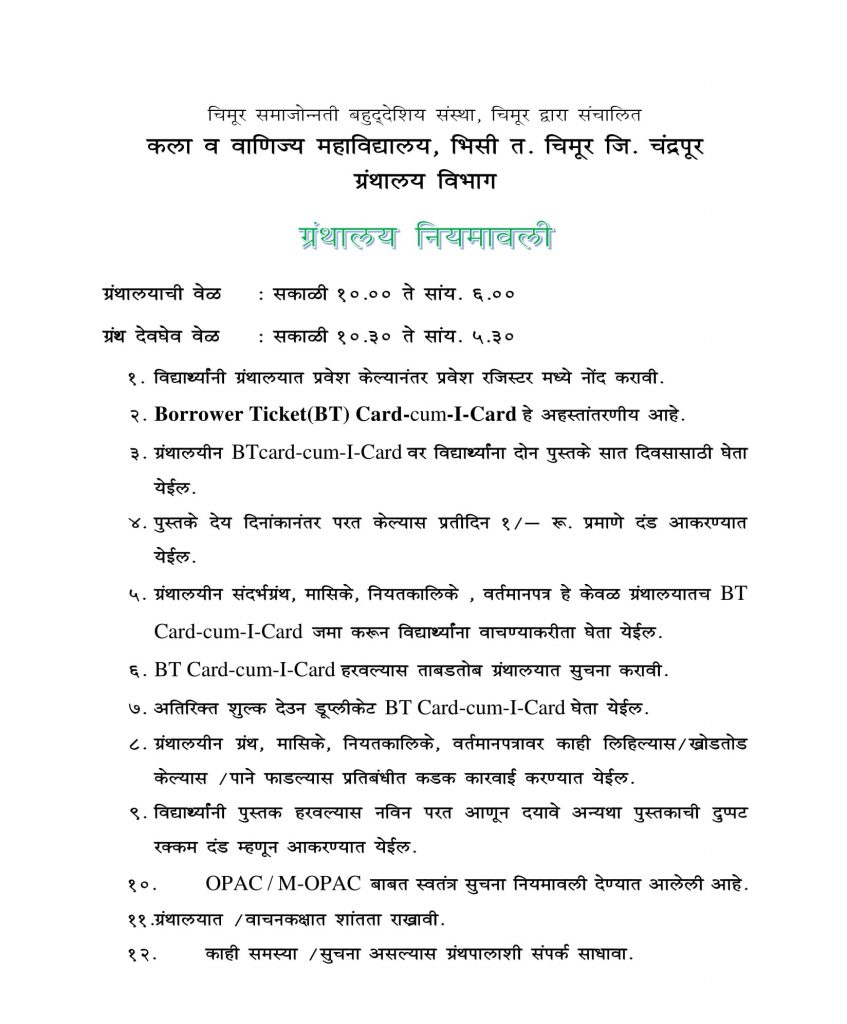 चिमूर समाजोन्नती बहुद्देशिय संस्था, चिमूर द्वारा संचालित
कला व वाणिज्य महाविद्यालय, भिसी त. चिमूर जि. चंद्रपूर
ग्रंथालय विभाग
ग्रंथालय नियमावली
ग्रंथालयाची वेळ : सकाळी १०.०० ते सांय. ६.००
ग्रंथ देवघेव वेळ : सकाळी १०.३० ते सांय. ५.३०
१. विद्यार्थ्यांनी ग्रंथालयात प्रवेश केल्यानंतर प्रवेश रजिस्टर मध्ये नोंद करावी.
२. Borrower Ticket(BT) Card-cum-I-Card हे अहस्तांतरणीय आहे.
३. ग्रंथालयीन BTcard-cum-I-Card वर विद्यार्थ्यांना दोन पुस्तके सात दिवसासाठी घेता
येईल.
४. पुस्तके देय दिनांकानंतर परत केल्यास प्रतीदिन १/— रू. प्रमाणे दंड आकरण्यात
येईल.
५. ग्रंथालयीन संदर्भग्रंथ, मासिके, नियतकालिके , वर्तमानपत्र हे केवळ ग्रंथालयातच BT
Card-cum-I-Card जमा करून विद्यार्थ्यांना वाचण्याकरीता घेता येईल.
६. BT Card-cum-I-Card हरवल्यास ताबडतोब ग्रंथालयात सुचना करावी.
७. अतिरिक्त शुल्क देउन डूप्लीकेट BT Card-cum-I-Card घेता येईल.
८. ग्रंथालयीन ग्रंथ, मासिके, नियतकालिके, वर्तमानपत्रावर काही लिहिल्यास/खोडतोड
केल्यास /पाने फाडल्यास प्रतिबंधीत कडक कारवाई करण्यात येईल.
९. विद्यार्थ्यांनी पुस्तक हरवल्यास नविन परत आणून दयावे अन्यथा पुस्तकाची दुप्पट
रक्कम दंड म्हणून आकरण्यात येईल.
१०. OPAC / M-OPAC बाबत स्वतंत्र सुचना नियमावली देण्यात आलेली आहे.
११.ग्रंथालयात /वाचनकक्षात शांतता राखावी.
१२. काही समस्या /सुचना असल्यास ग्रंथपालाशी संपर्क साधावा.